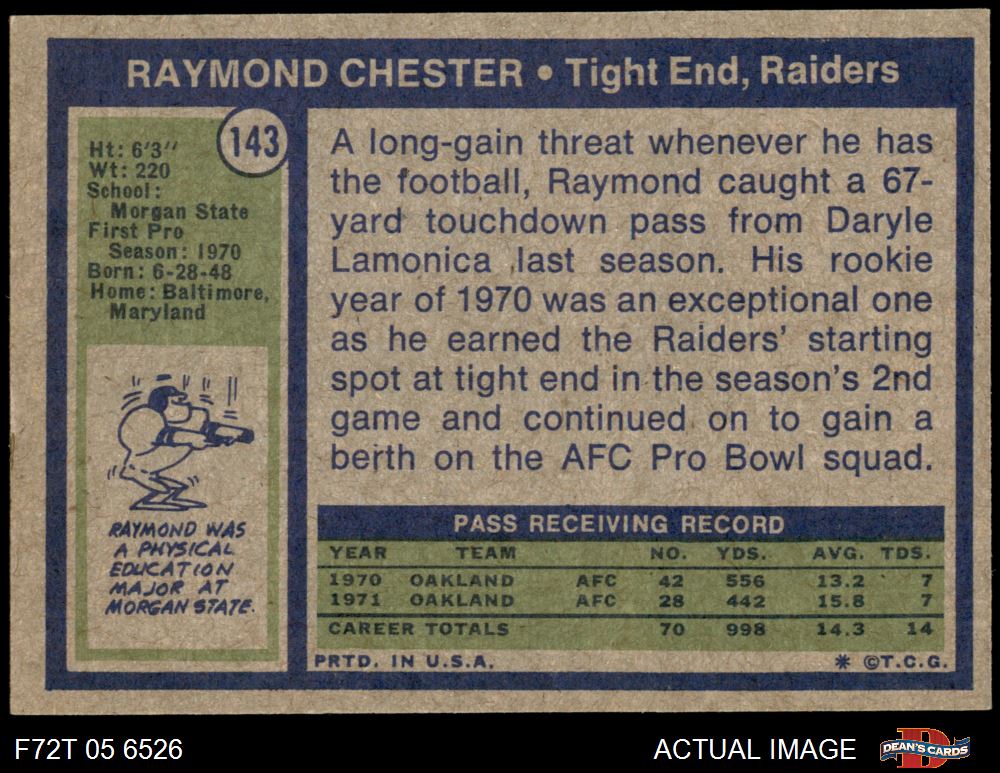 RAYMOND CHESTER • Tight End, Raiders
143
Ht: 6'3''
Wt: 220
School:
Morgan State
First Pro
Season: 1970
Born: 6-28-48
Home: Baltimore,
Maryland
RAYMOND WAS
A PHYSICAL
EDUCATION
MAJOR AT
MORGAN STATE.
A long-gain threat whenever he has
the football, Raymond caught a 67-
yard touchdown pass from Daryle
Lamonica last season. His rookie
year of 1970 was an exceptional one
as he earned the Raiders' starting
spot at tight end in the season's 2nd
game and continued on to gain a
berth on the AFC Pro Bowl squad.
PASS RECEIVING RECORD
YEAR TEAM NO. YDS. AVG. TDS.
1970 OAKLAND AFC 42 556 13.2 7
1971 OAKLAND AFC 28 442 15.8 7
CAREER TOTALS 70 998 14.3 14
PRTD. IN U.S.A. * ©T.C.G.
F72T 05 6526 ACTUAL IMAGE DEAN'S CARDS